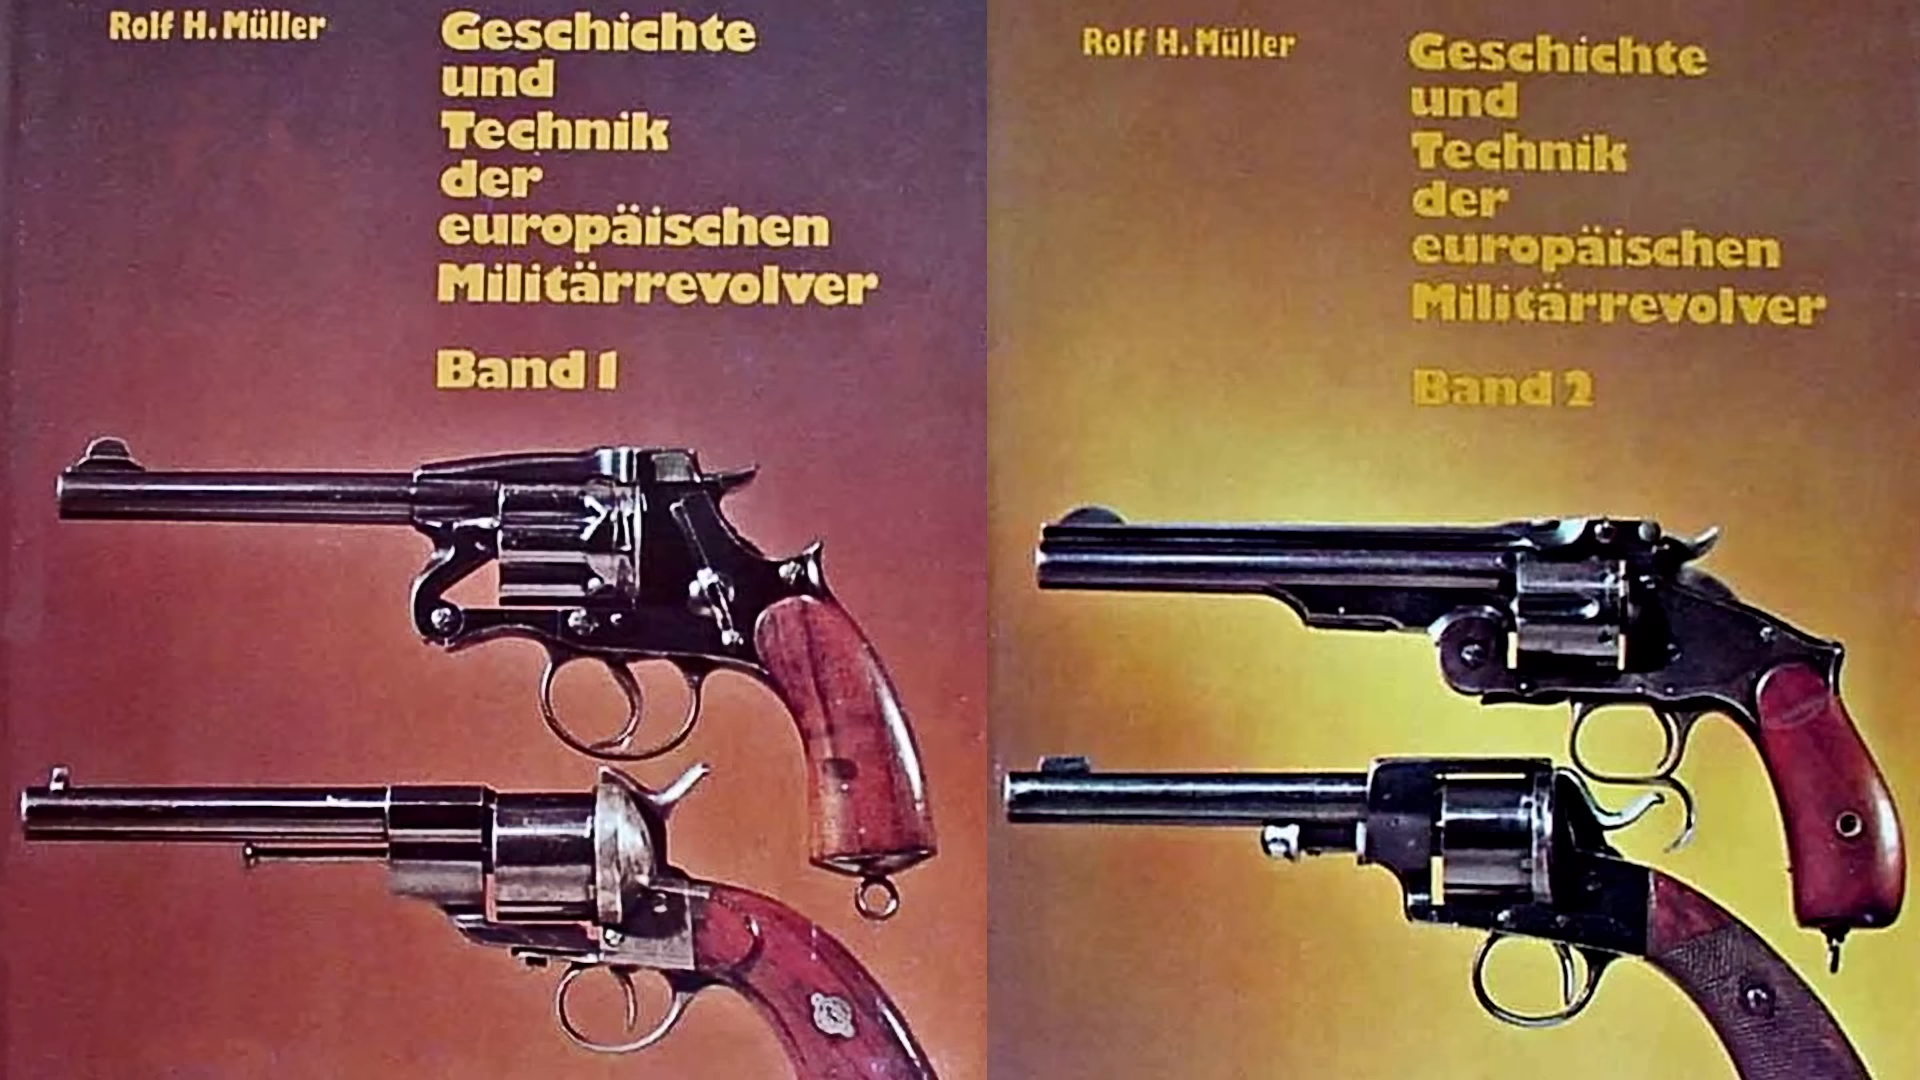 Rolf H. Müller
Geschichte
und
Technik
der
europäischen
Militärrevolver
Band 1
Rolf H. Müller
Geschichte
und
Technik
der
europäischen
Militärrevolver
Band 2